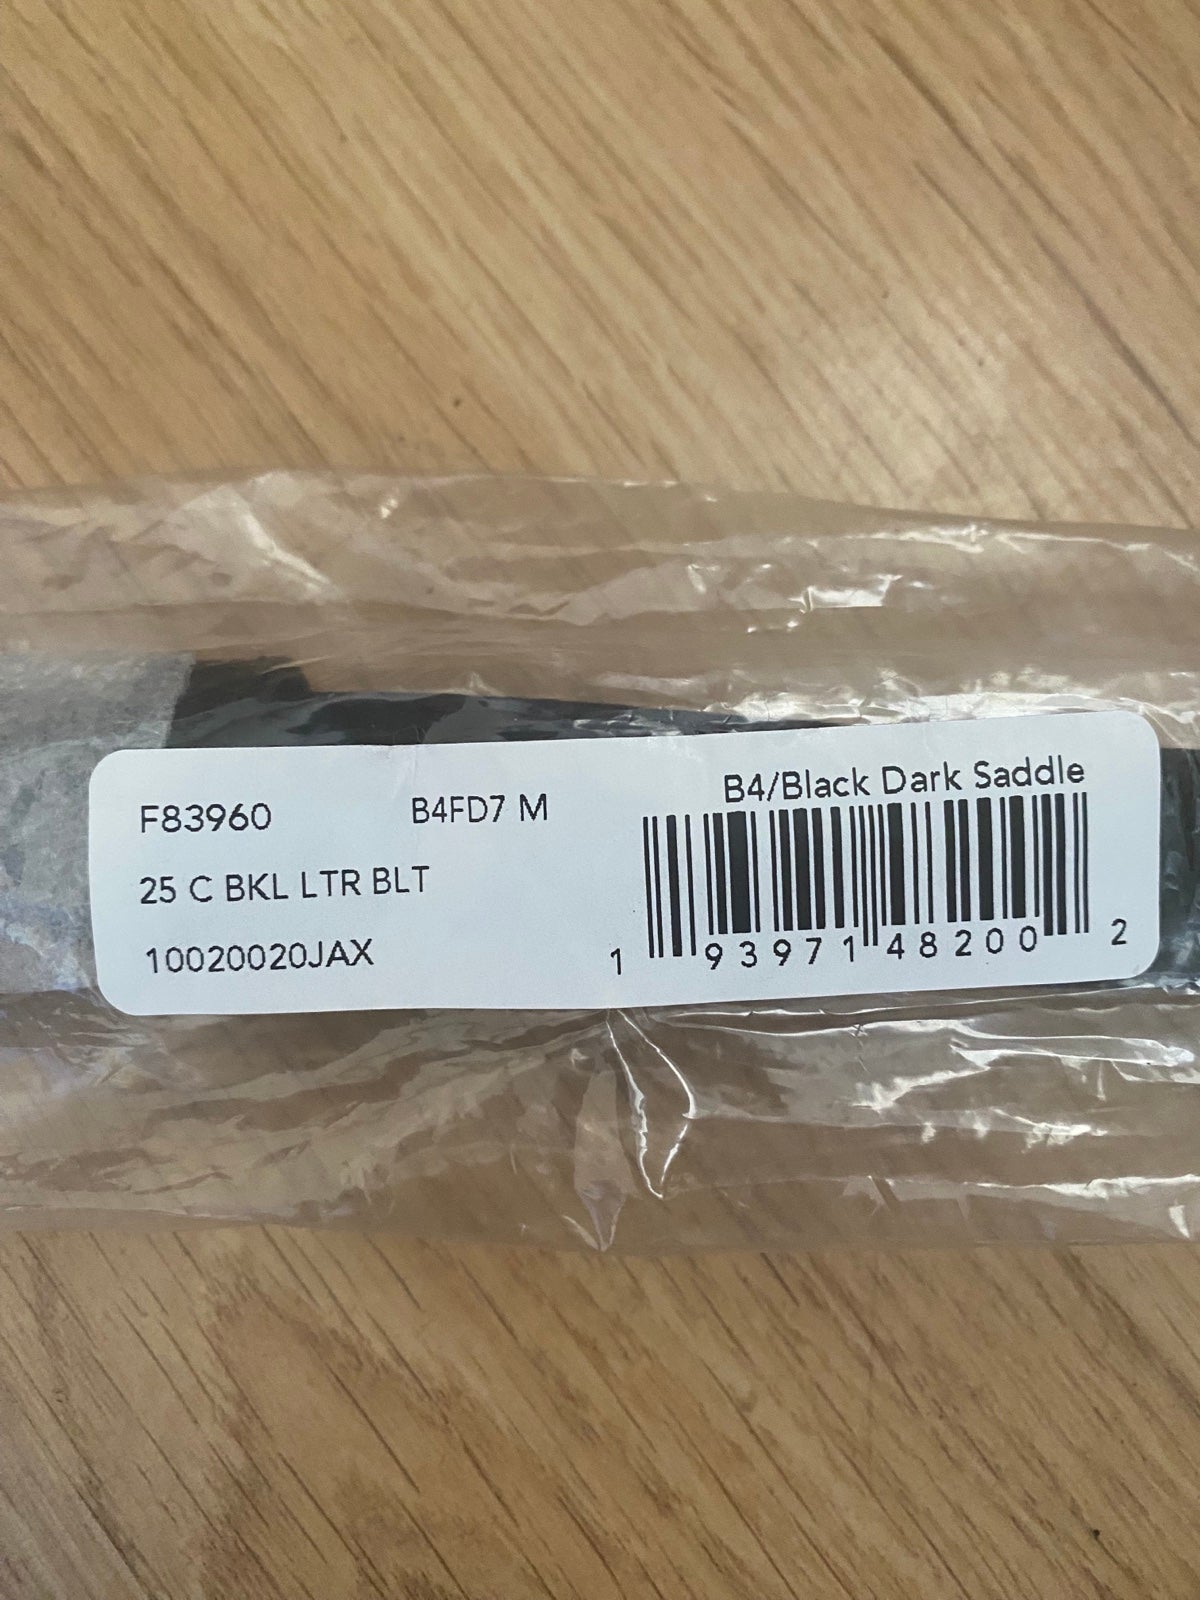 F83960 B4FD7 M B4/Black Dark Saddle
25 C BKL LTR BLT
10020020JAX
1 93971 48200 2